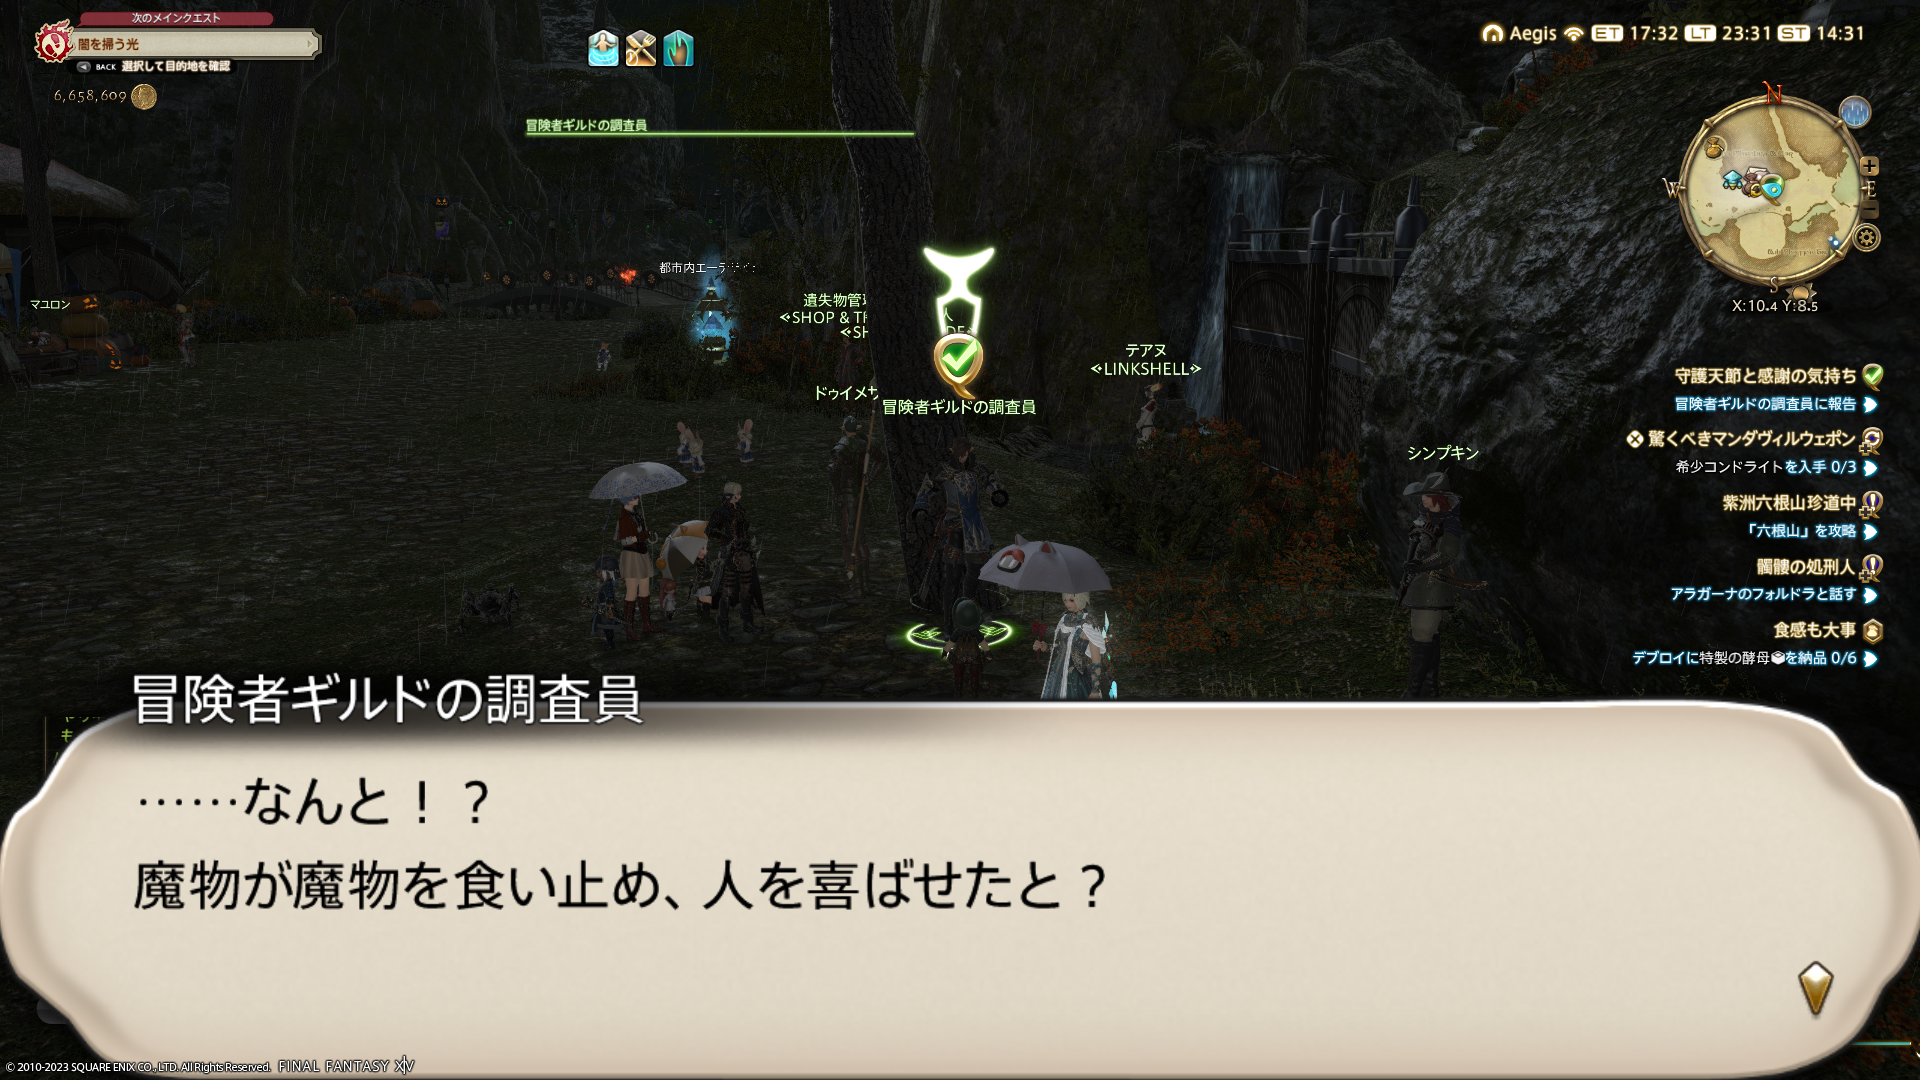 次のメインクエスト
闇を掃う光
BACK 選択して目的地を確認
6,658,609
Aegis ET 17:32 LT 23:31 ST 14:31
冒険者ギルドの調査員
N
W
E
S
X:10.4 Y:8.5
都市内エーテライト
マユロン
遺失物管理
<SHOP & TR
<SH
人
DE>
テアヌ
<LINKSHELL>
ドゥイメサ
冒険者ギルドの調査員
シンプキン
守護天節と感謝の気持ち
冒険者ギルドの調査員に報告
驚くべきマンダヴィルウェポン
希少コンドライトを入手 0/3
紫洲六根山珍道中
「六根山」を攻略
髑髏の処刑人
アラガーナのフォルドラと話す
食感も大事
デブロイに特製の酵母を納品 0/6
冒険者ギルドの調査員
……なんと！？
魔物が魔物を食い止め、人を喜ばせたと？
© 2010-2023 SQUARE ENIX CO., LTD. All Rights Reserved. FINAL FANTASY XIV